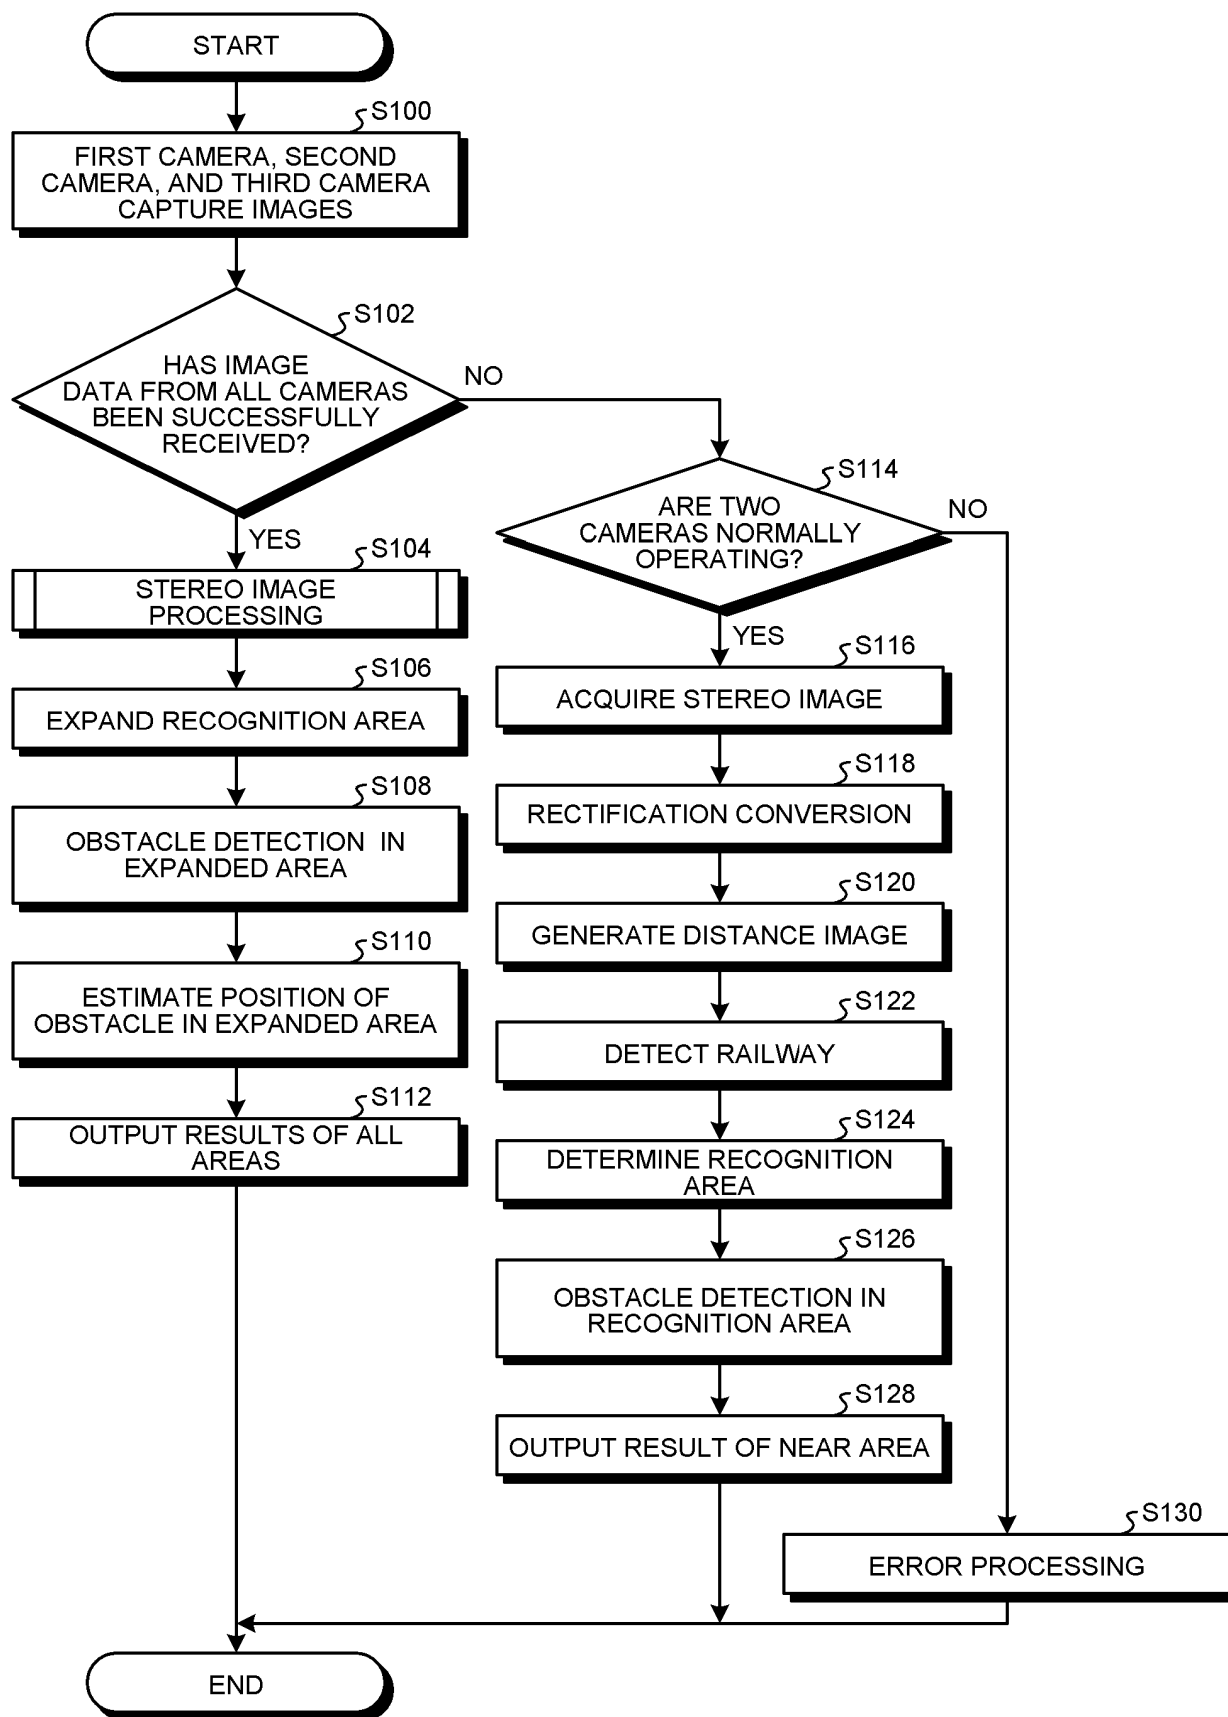 START
S100
FIRST CAMERA, SECOND
CAMERA, AND THIRD CAMERA
CAPTURE IMAGES
S102
HAS IMAGE
DATA FROM ALL CAMERAS
BEEN SUCCESSFULLY
RECEIVED?
NO
YES
S104
STEREO IMAGE
PROCESSING
S106
EXPAND RECOGNITION AREA
S108
OBSTACLE DETECTION IN
EXPANDED AREA
S110
ESTIMATE POSITION OF
OBSTACLE IN EXPANDED AREA
S112
OUTPUT RESULTS OF ALL
AREAS
S114
ARE TWO
CAMERAS NORMALLY
OPERATING?
NO
YES
S116
ACQUIRE STEREO IMAGE
S118
RECTIFICATION CONVERSION
S120
GENERATE DISTANCE IMAGE
S122
DETECT RAILWAY
S124
DETERMINE RECOGNITION
AREA
S126
OBSTACLE DETECTION IN
RECOGNITION AREA
S128
OUTPUT RESULT OF NEAR AREA
S130
ERROR PROCESSING
END